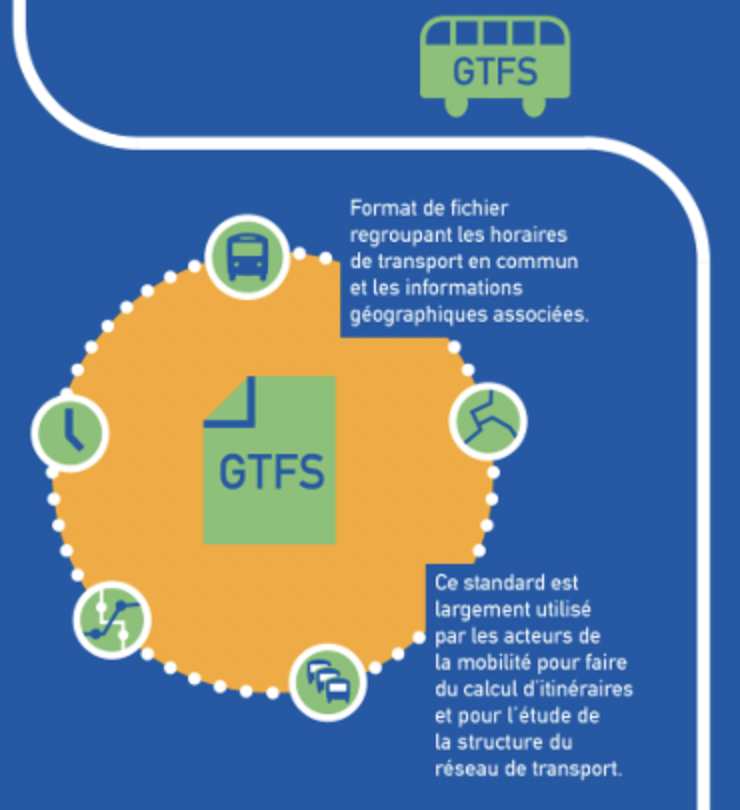 GTFS
Format de fichier
regroupant les horaires
de transport en commun
et les informations
géographiques associées.
GTFS
Ce standard est
largement utilisé
par les acteurs de
la mobilité pour faire
du calcul d'itinéraires
et pour l'étude de
la structure du
réseau de transport.